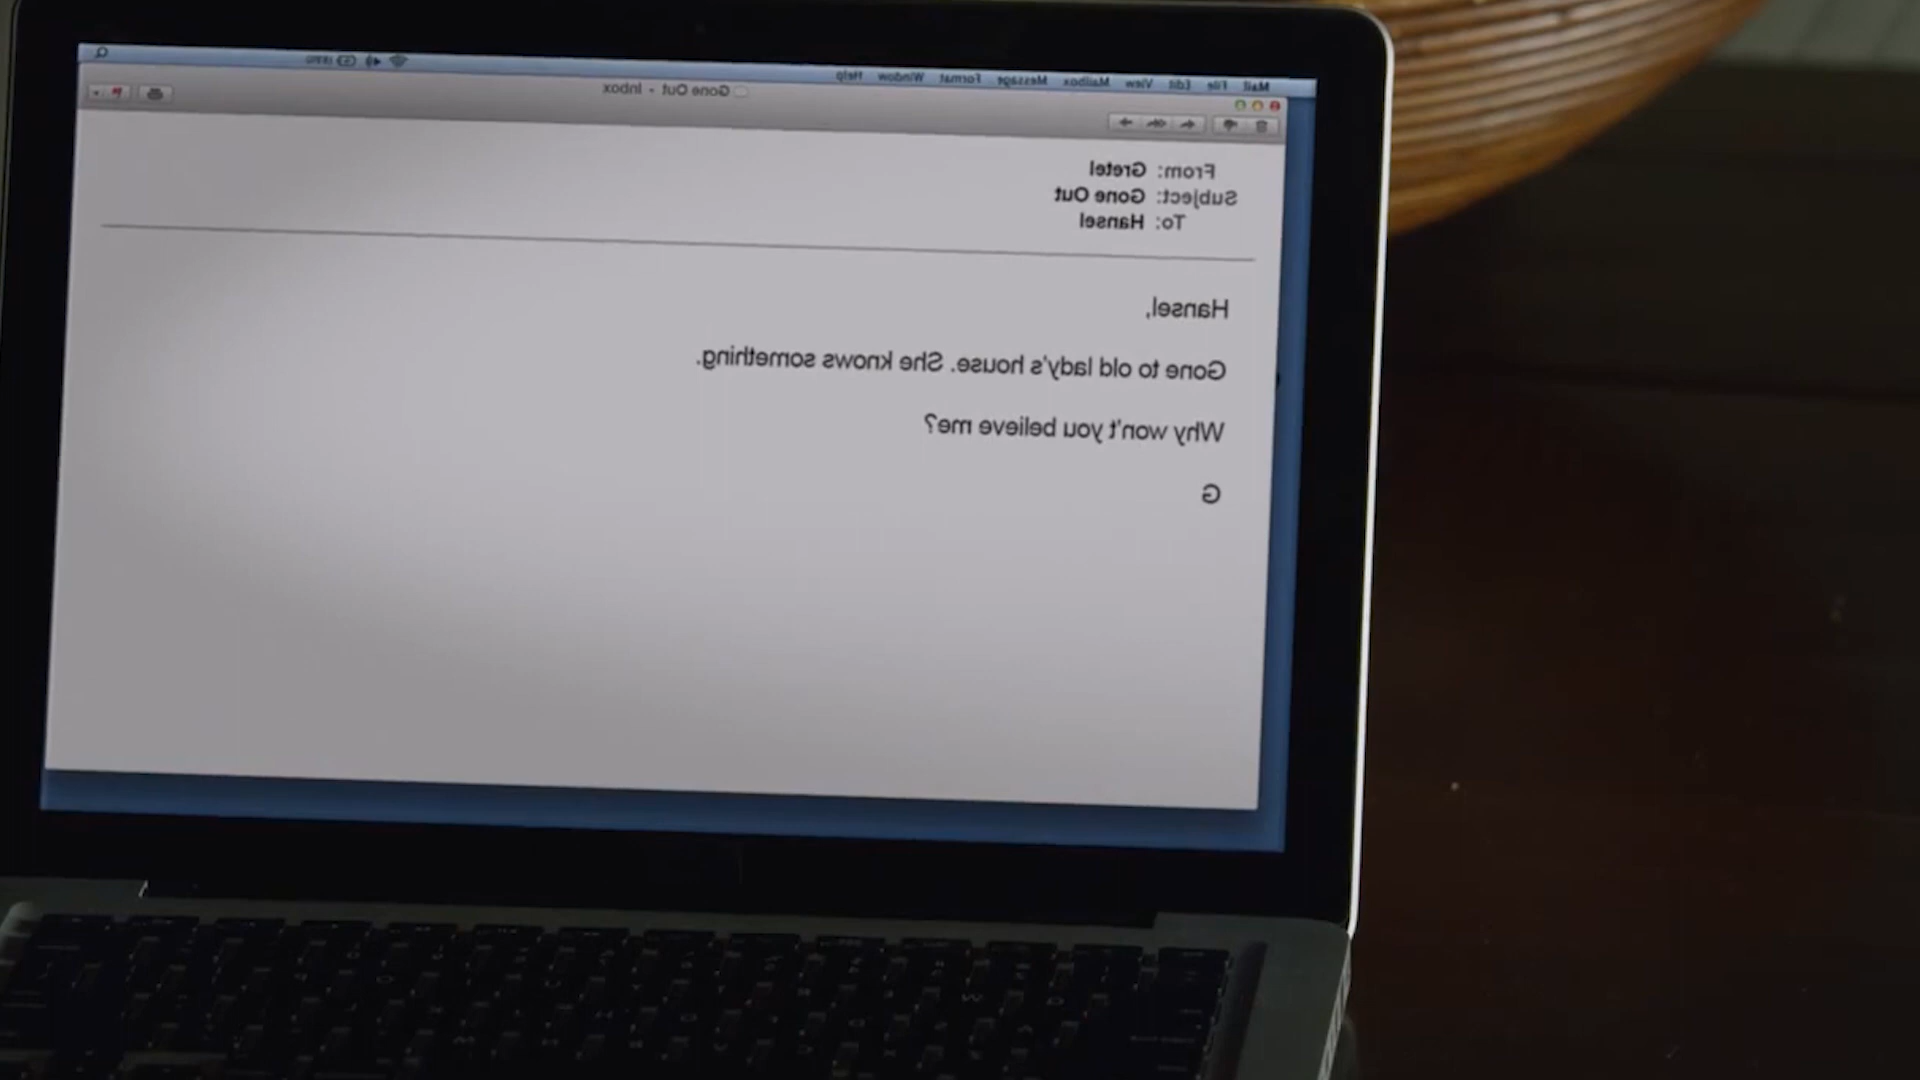 Mail File Edit View Mailbox Message Format Window Help
Gone Out - Inbox
From: Gretel
Subject: Gone Out
To: Hansel
Hansel,
Gone to old lady's house. She knows something.
Why won't you believe me?
G